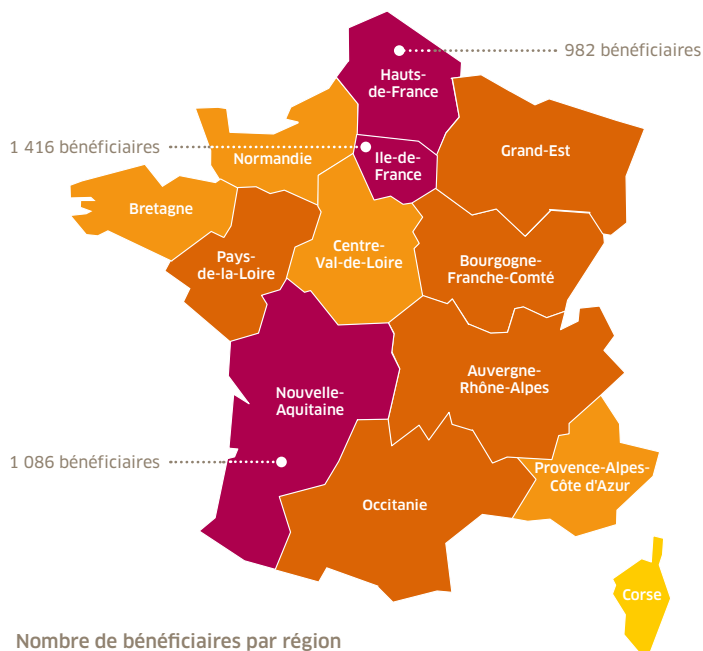 982 bénéficiaires
Hauts-
de-France
1 416 bénéficiaires
Normandie
Ile-de-
France
Grand-Est
Bretagne
Pays-
de-la-Loire
Centre-
Val-de-Loire
Bourgogne-
Franche-Comté
Nouvelle-
Aquitaine
Auvergne-
Rhône-Alpes
1 086 bénéficiaires
Occitanie
Provence-Alpes-
Côte d'Azur
Corse
Nombre de bénéficiaires par région